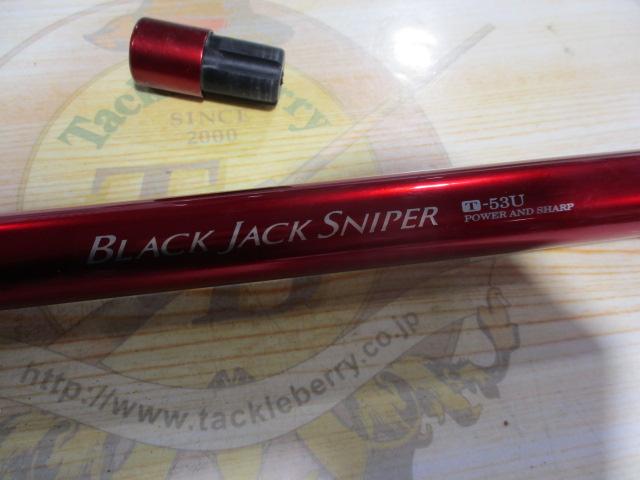 Tackleberry
SINCE
2000
BLACK JACK SNIPER T-53U
POWER AND SHARP
http://www.tackleberry.co.jp